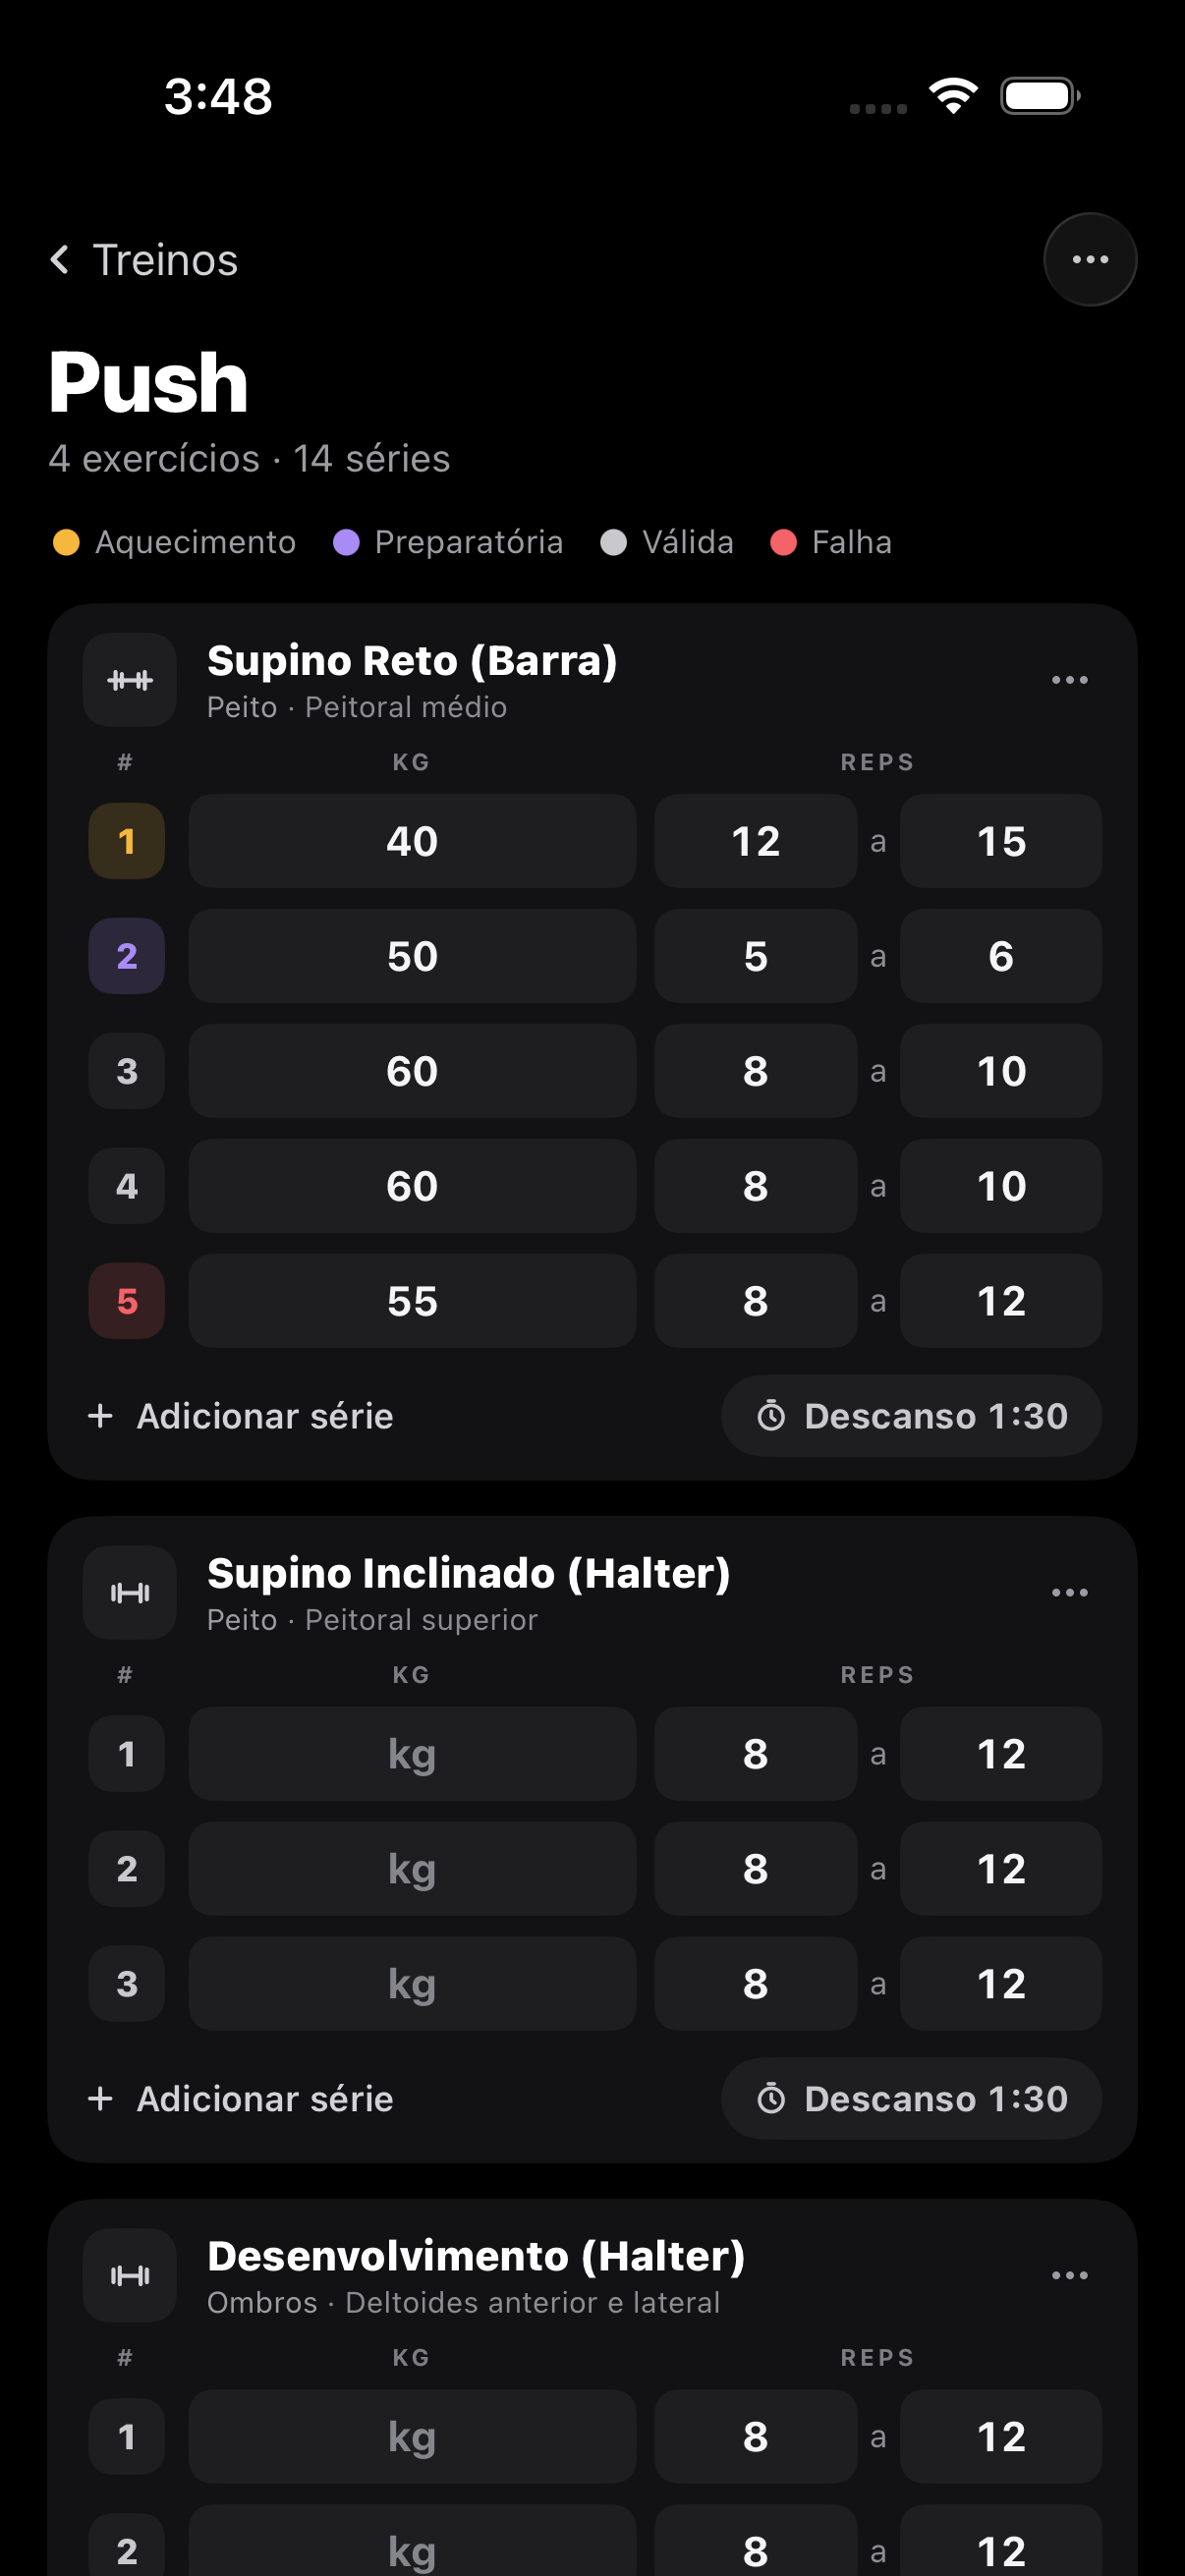 3:48
Treinos
Push
4 exercícios · 14 séries
Aquecimento Preparatória Válida Falha
Supino Reto (Barra)
Peito · Peitoral médio
# KG REPS
1 40 12 a 15
2 50 5 a 6
3 60 8 a 10
4 60 8 a 10
5 55 8 a 12
+ Adicionar série Descanso 1:30
Supino Inclinado (Halter)
Peito · Peitoral superior
# KG REPS
1 kg 8 a 12
2 kg 8 a 12
3 kg 8 a 12
+ Adicionar série Descanso 1:30
Desenvolvimento (Halter)
Ombros · Deltoides anterior e lateral
# KG REPS
1 kg 8 a 12
2 kg 8 a 12